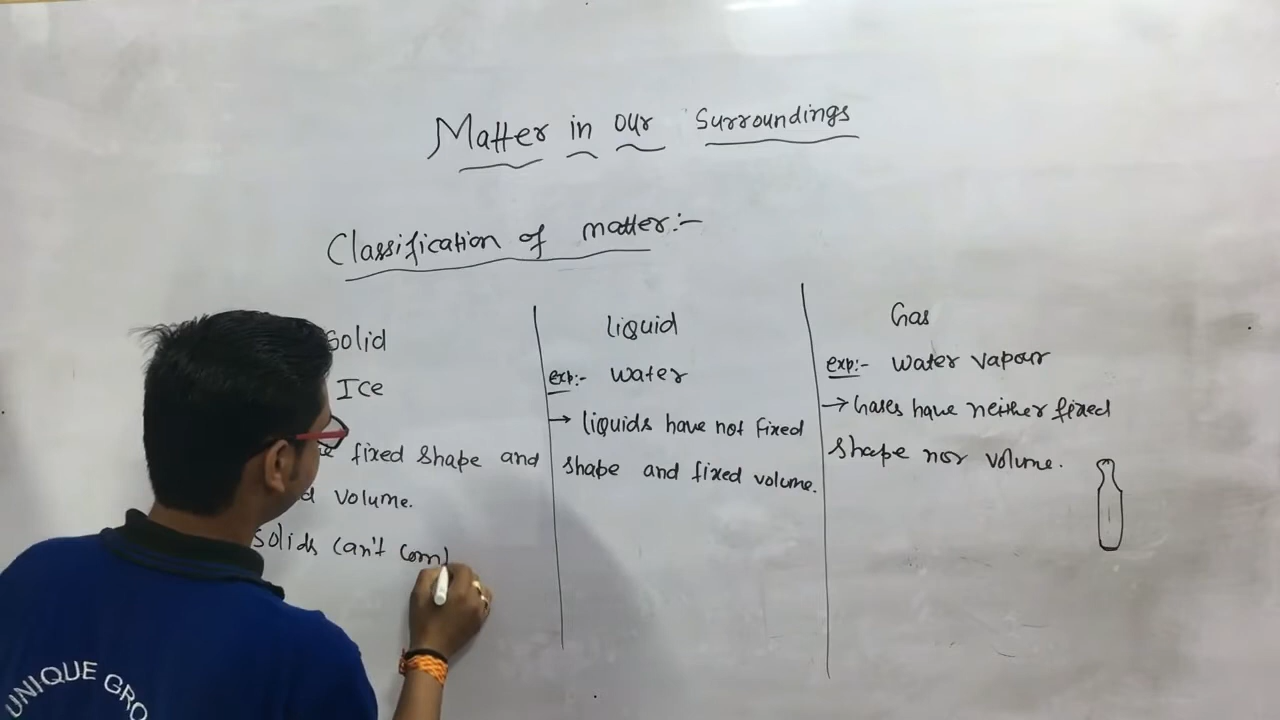 Matter in our Surroundings
Classification of matter:-
Solid
Ice
fixed shape and
volume.
Solids can't com
liquid
exp:- water
→ liquids have not fixed
shape and fixed volume.
Gas
exp:- water vapour
→ Gases have neither fixed
shape nor volume.
UNIQUE GRO